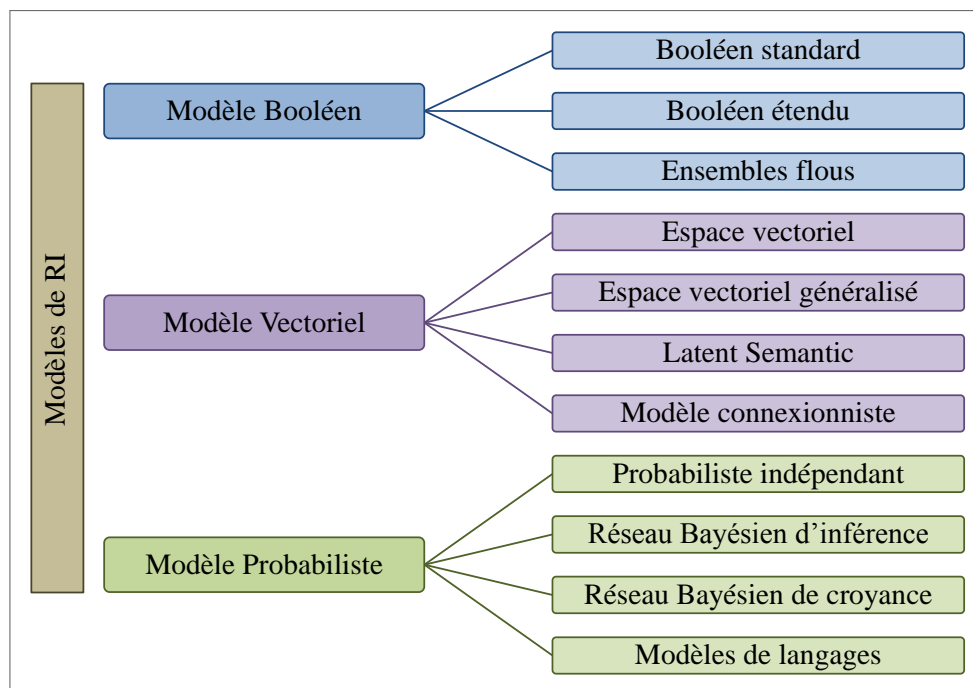 Modèles de RI
Modèle Booléen
Booléen standard
Booléen étendu
Ensembles flous
Modèle Vectoriel
Espace vectoriel
Espace vectoriel généralisé
Latent Semantic
Modèle connexionniste
Modèle Probabiliste
Probabiliste indépendant
Réseau Bayésien d’inférence
Réseau Bayésien de croyance
Modèles de langages